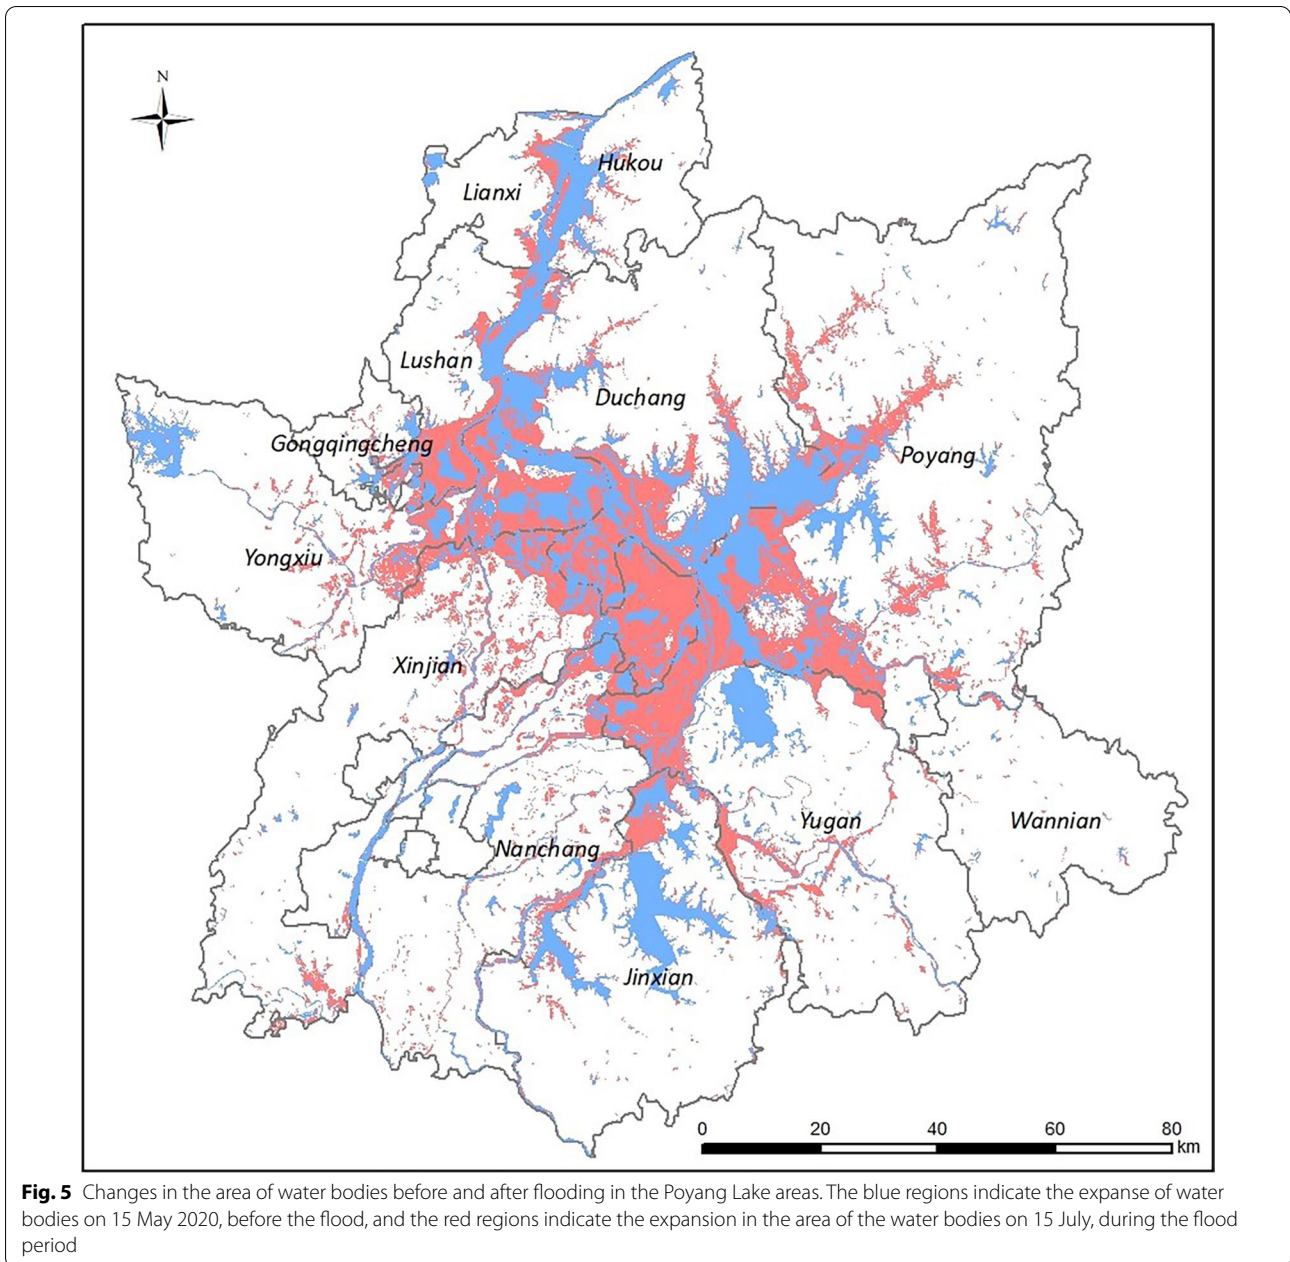 N
Hukou
Lianxi
Lushan
Duchang
Gongqingcheng
Poyang
Yongxiu
Xinjian
Yugan
Wannian
Nanchang
Jinxian
0 20 40 60 80
km
Fig. 5 Changes in the area of water bodies before and after flooding in the Poyang Lake areas. The blue regions indicate the expanse of water
bodies on 15 May 2020, before the flood, and the red regions indicate the expansion in the area of the water bodies on 15 July, during the flood
period